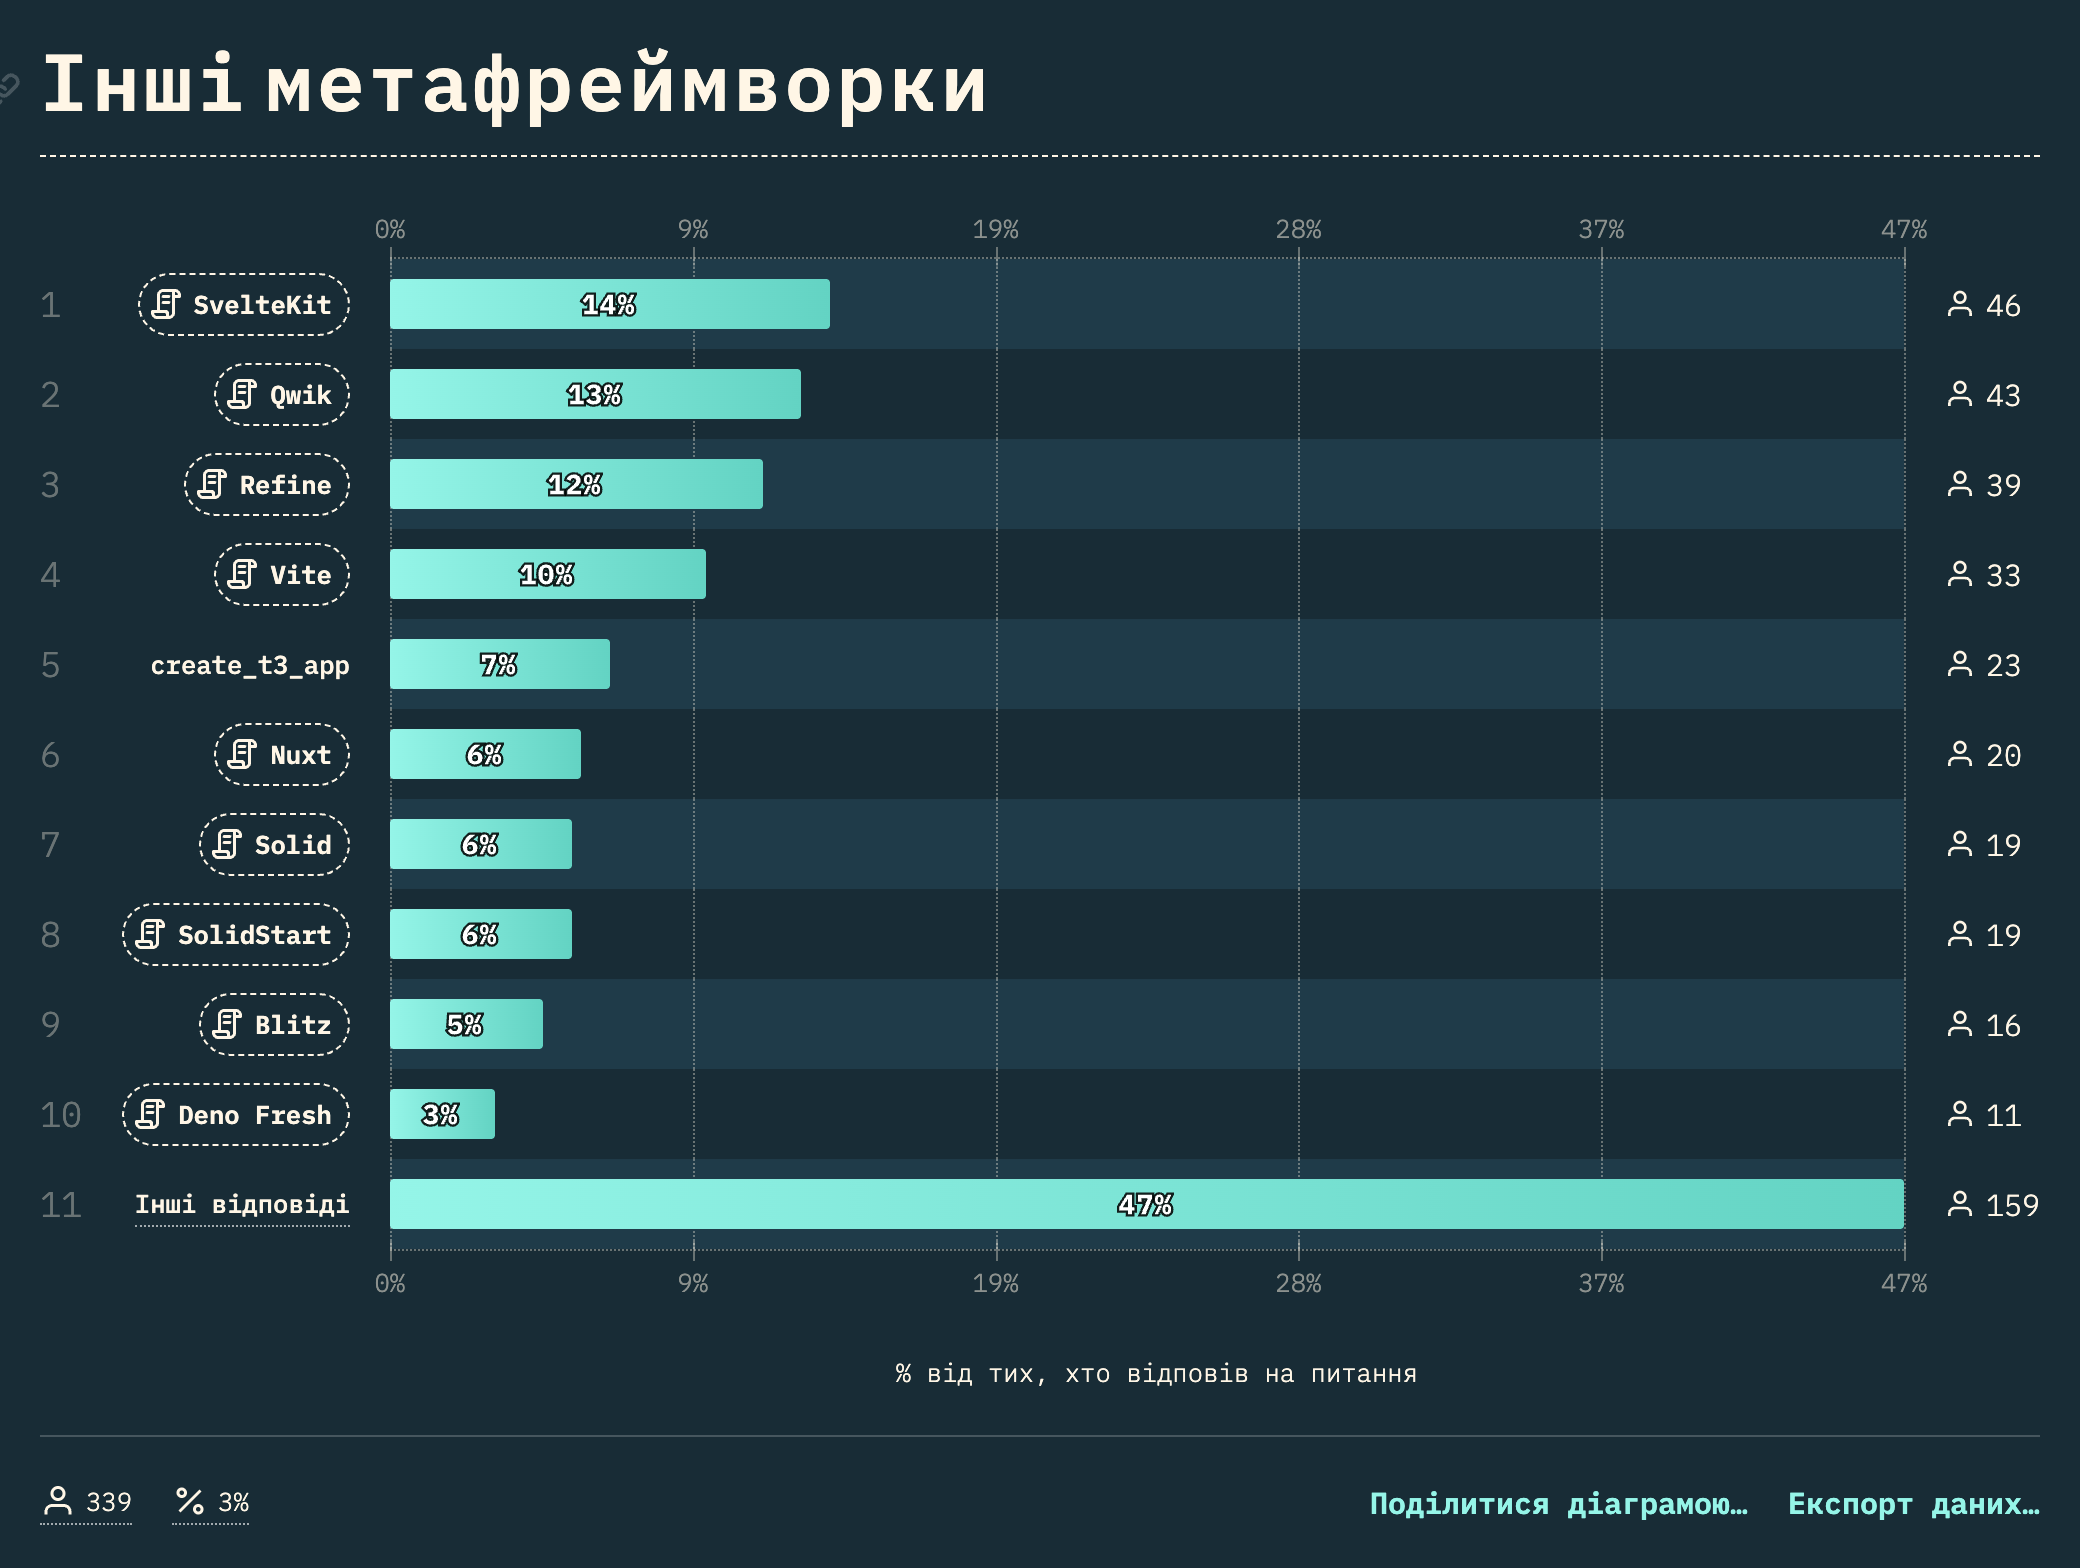 Інші метафреймворки
0% 9% 19% 28% 37% 47%
1 SvelteKit 14% 46
2 Qwik 13% 43
3 Refine 12% 39
4 Vite 10% 33
5 create_t3_app 7% 23
6 Nuxt 6% 20
7 Solid 6% 19
8 SolidStart 6% 19
9 Blitz 5% 16
10 Deno Fresh 3% 11
11 Інші відповіді 47% 159
0% 9% 19% 28% 37% 47%
% від тих, хто відповів на питання
339 3% Поділитися діаграмою… Експорт даних…